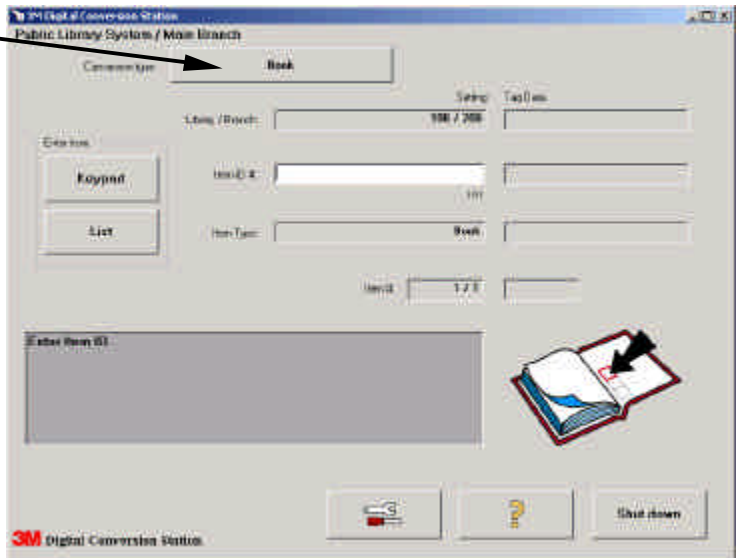 3M Digital Conversion Station
Public Library System / Main Branch
Conversion type: Book
Setting Tag Data
Library / Branch: 100 / 200
Enter from
Keypad
Item ID #:
List
Item Type: Book
Item #: 1 / 1
Enter Item ID.
?
Shut down
3M Digital Conversion Station